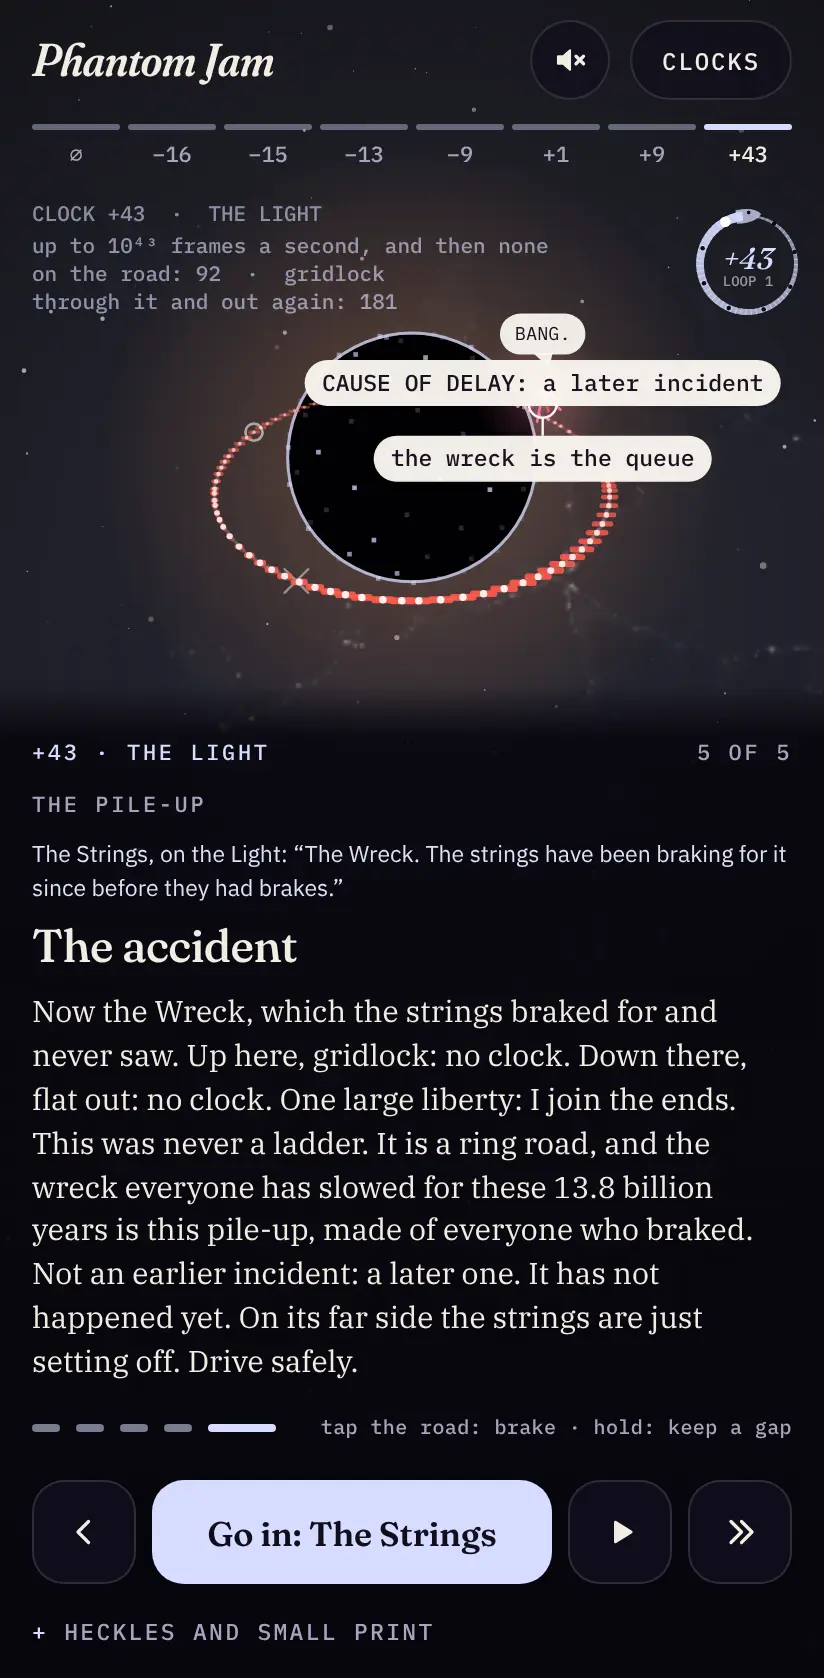 Phantom Jam
CLOCKS
∅ −16 −15 −13 −9 +1 +9 +43
CLOCK +43 · THE LIGHT
up to 10⁴³ frames a second, and then none
on the road: 92 · gridlock
through it and out again: 181
+43
LOOP 1
BANG.
CAUSE OF DELAY: a later incident
the wreck is the queue
+43 · THE LIGHT
5 OF 5
THE PILE-UP
The Strings, on the Light: “The Wreck. The strings have been braking for it
since before they had brakes.”
The accident
Now the Wreck, which the strings braked for and
never saw. Up here, gridlock: no clock. Down there,
flat out: no clock. One large liberty: I join the ends.
This was never a ladder. It is a ring road, and the
wreck everyone has slowed for these 13.8 billion
years is this pile-up, made of everyone who braked.
Not an earlier incident: a later one. It has not
happened yet. On its far side the strings are just
setting off. Drive safely.
tap the road: brake · hold: keep a gap
Go in: The Strings
+ HECKLES AND SMALL PRINT